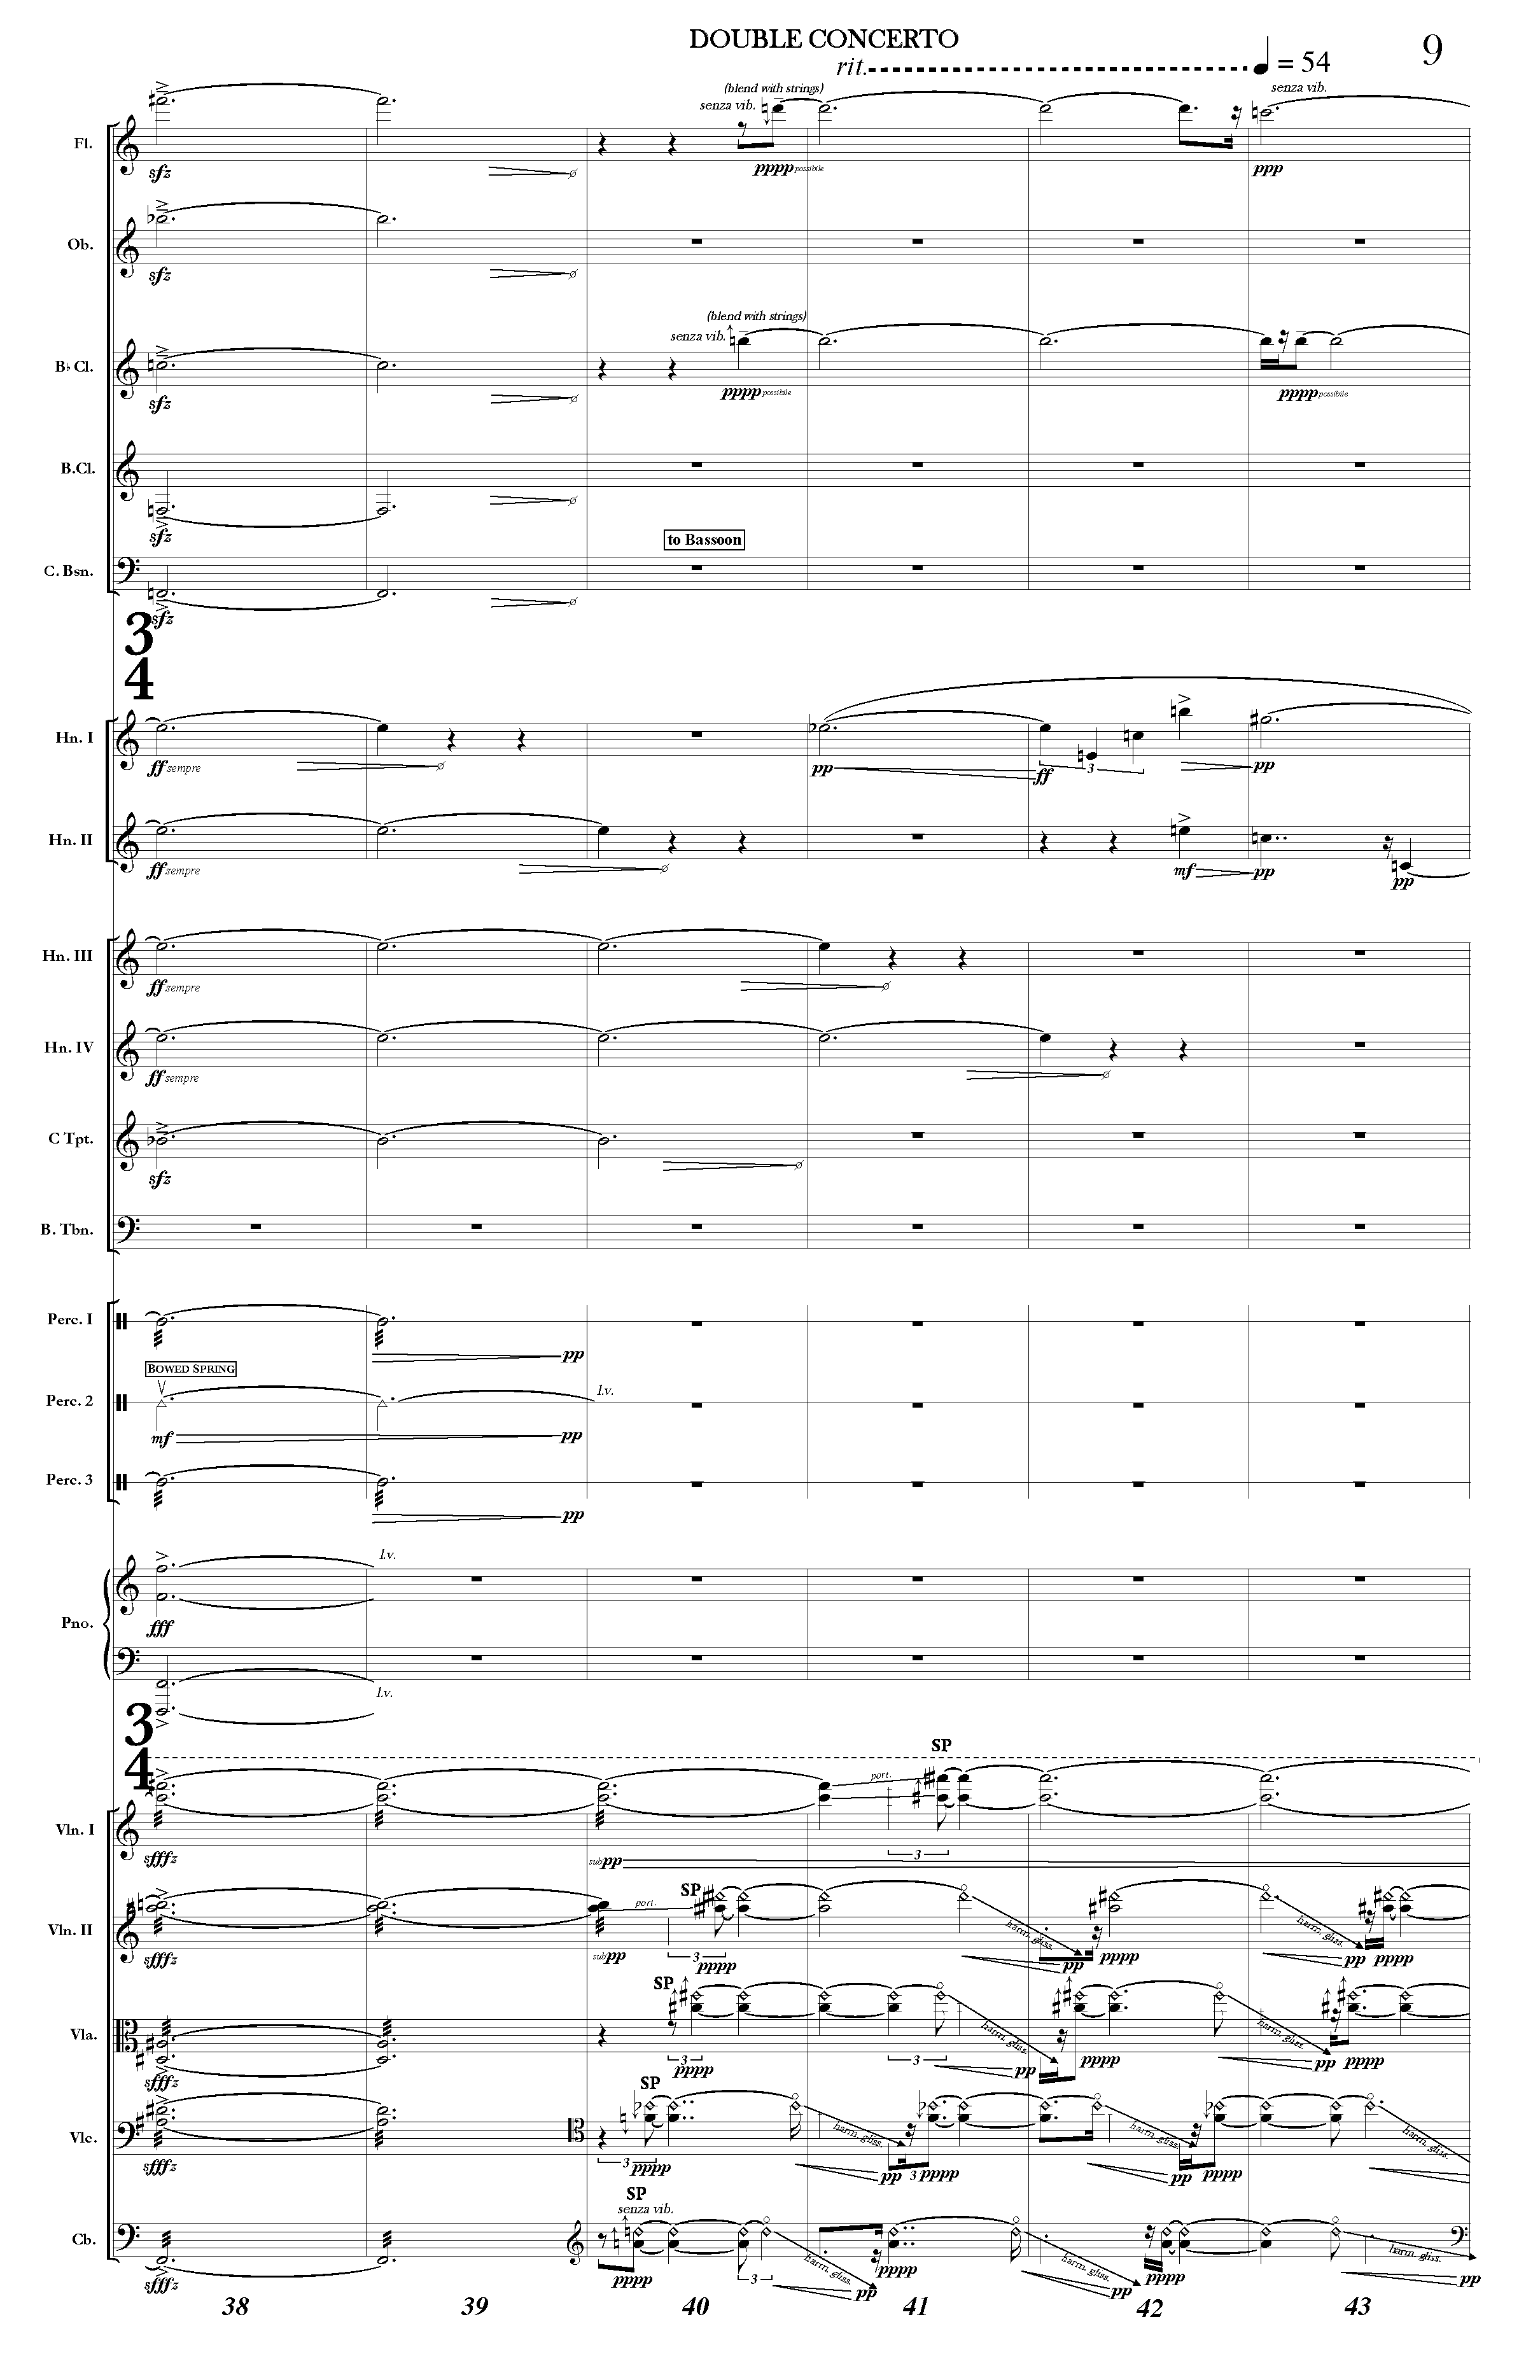 DOUBLE CONCERTO
9
rit. = 54
(blend with strings) senza vib.
senza vib.
Fl.
sfz pppp possibile ppp
Ob.
sfz
(blend with strings)
senza vib.
B♭ Cl.
sfz pppp possibile pppp possibile
B.Cl.
sfz
to Bassoon
C. Bsn.
sfz
3
4
Hn. I
ff sempre pp ff 3 pp
Hn. II
ff sempre mf pp pp
Hn. III
ff sempre
Hn. IV
ff sempre
C Tpt.
sfz
B. Tbn.
Perc. I
pp
BOWED SPRING
l.v.
Perc. 2
mf pp
Perc. 3
pp
l.v.
Pno.
fff
l.v.
3
4
SP
port.
Vln. I
3
sfffz subpp
SP
port.
Vln. II
harm. gliss. harm. gliss.
sfffz subpp 3 pppp pp pppp pp pppp
SP
Vla.
harm. gliss. harm. gliss.
sfffz 3 pppp 3 pp pppp pp pppp
SP
Vlc.
harm. gliss. harm. gliss. harm. gliss.
sfffz 3 pppp pp 3 pppp pp pppp
SP
senza vib.
Cb.
harm. gliss. harm. gliss. harm. gliss.
sfffz pppp 3 pp pppp pp pppp pp
38 39 40 41 42 43